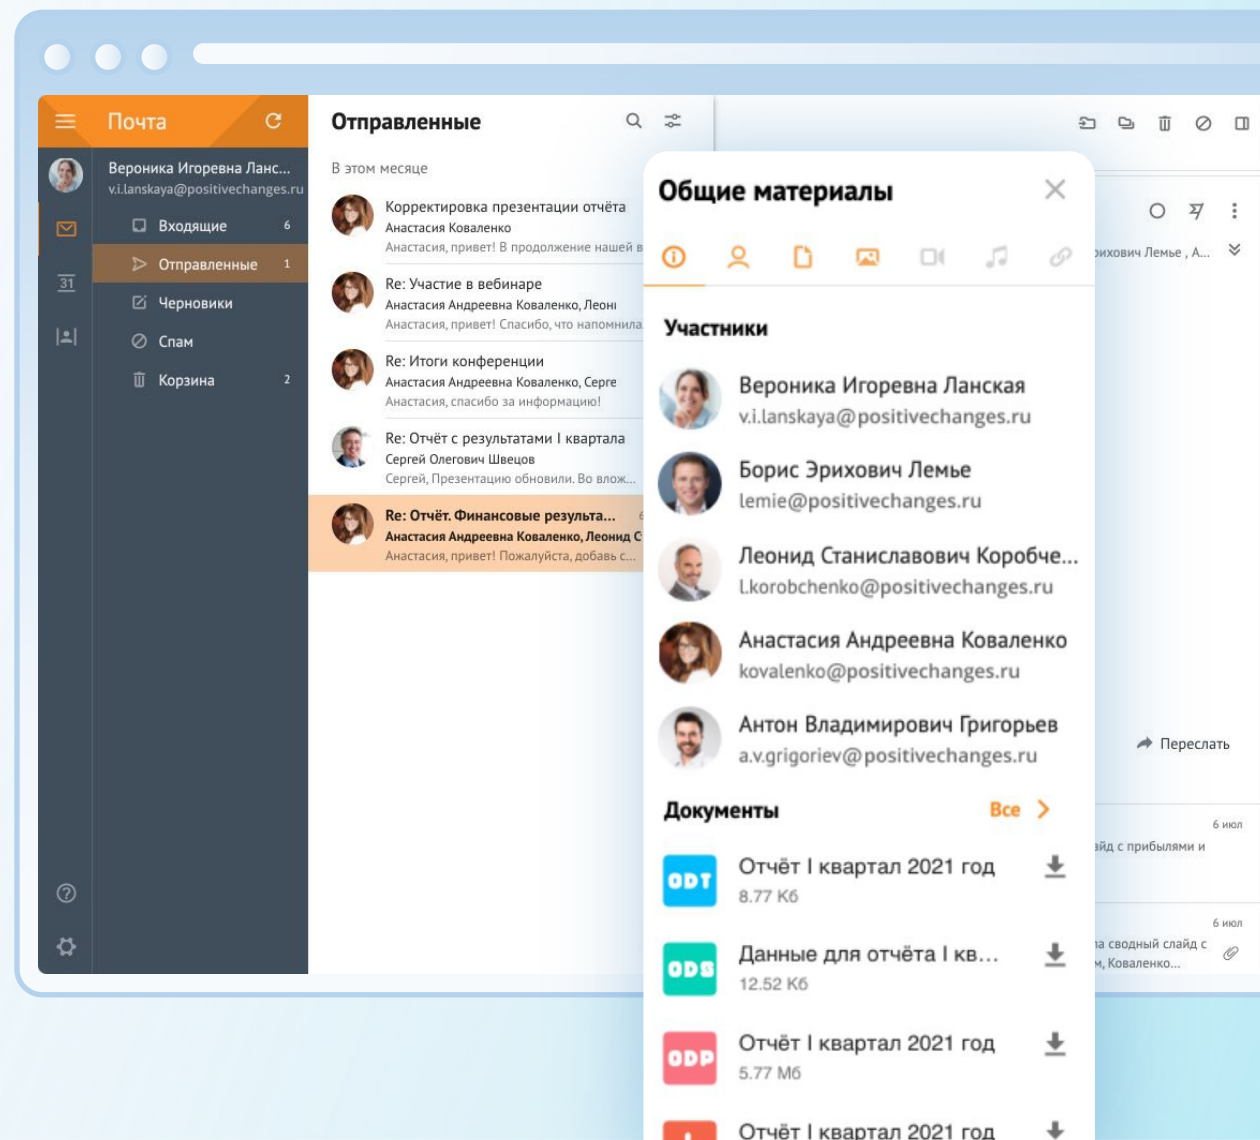 Почта
Вероника Игоревна Ланс...
v.i.lanskaya@positivechanges.ru
Входящие 6
Отправленные 1
Черновики
Спам
Корзина 2
31
Отправленные
В этом месяце
Корректировка презентации отчёта
Анастасия Коваленко
Анастасия, привет! В продолжение нашей в
Re: Участие в вебинаре
Анастасия Андреевна Коваленко, Леони
Анастасия, привет! Спасибо, что напомнила
Re: Итоги конференции
Анастасия Андреевна Коваленко, Серге
Анастасия, спасибо за информацию!
Re: Отчёт с результатами I квартала
Сергей Олегович Швецов
Сергей, Презентацию обновили. Во влож...
Re: Отчёт. Финансовые результа...
Анастасия Андреевна Коваленко, Леонид С
Анастасия, привет! Пожалуйста, добавь с...
Общие материалы
Участники
Вероника Игоревна Ланская
v.i.lanskaya@positivechanges.ru
Борис Эрихович Лемье
lemie@positivechanges.ru
Леонид Станиславович Коробче...
l.korobchenko@positivechanges.ru
Анастасия Андреевна Коваленко
kovalenko@positivechanges.ru
Антон Владимирович Григорьев
a.v.grigoriev@positivechanges.ru
Документы Все
ODT Отчёт I квартал 2021 год
8.77 Кб
ODS Данные для отчёта I кв...
12.52 Кб
ODP Отчёт I квартал 2021 год
5.77 Мб
Отчёт I квартал 2021 год
рихович Лемье , А...
Переслать
6 июл
айд с прибылями и
6 июл
ла сводный слайд с
м, Коваленко...